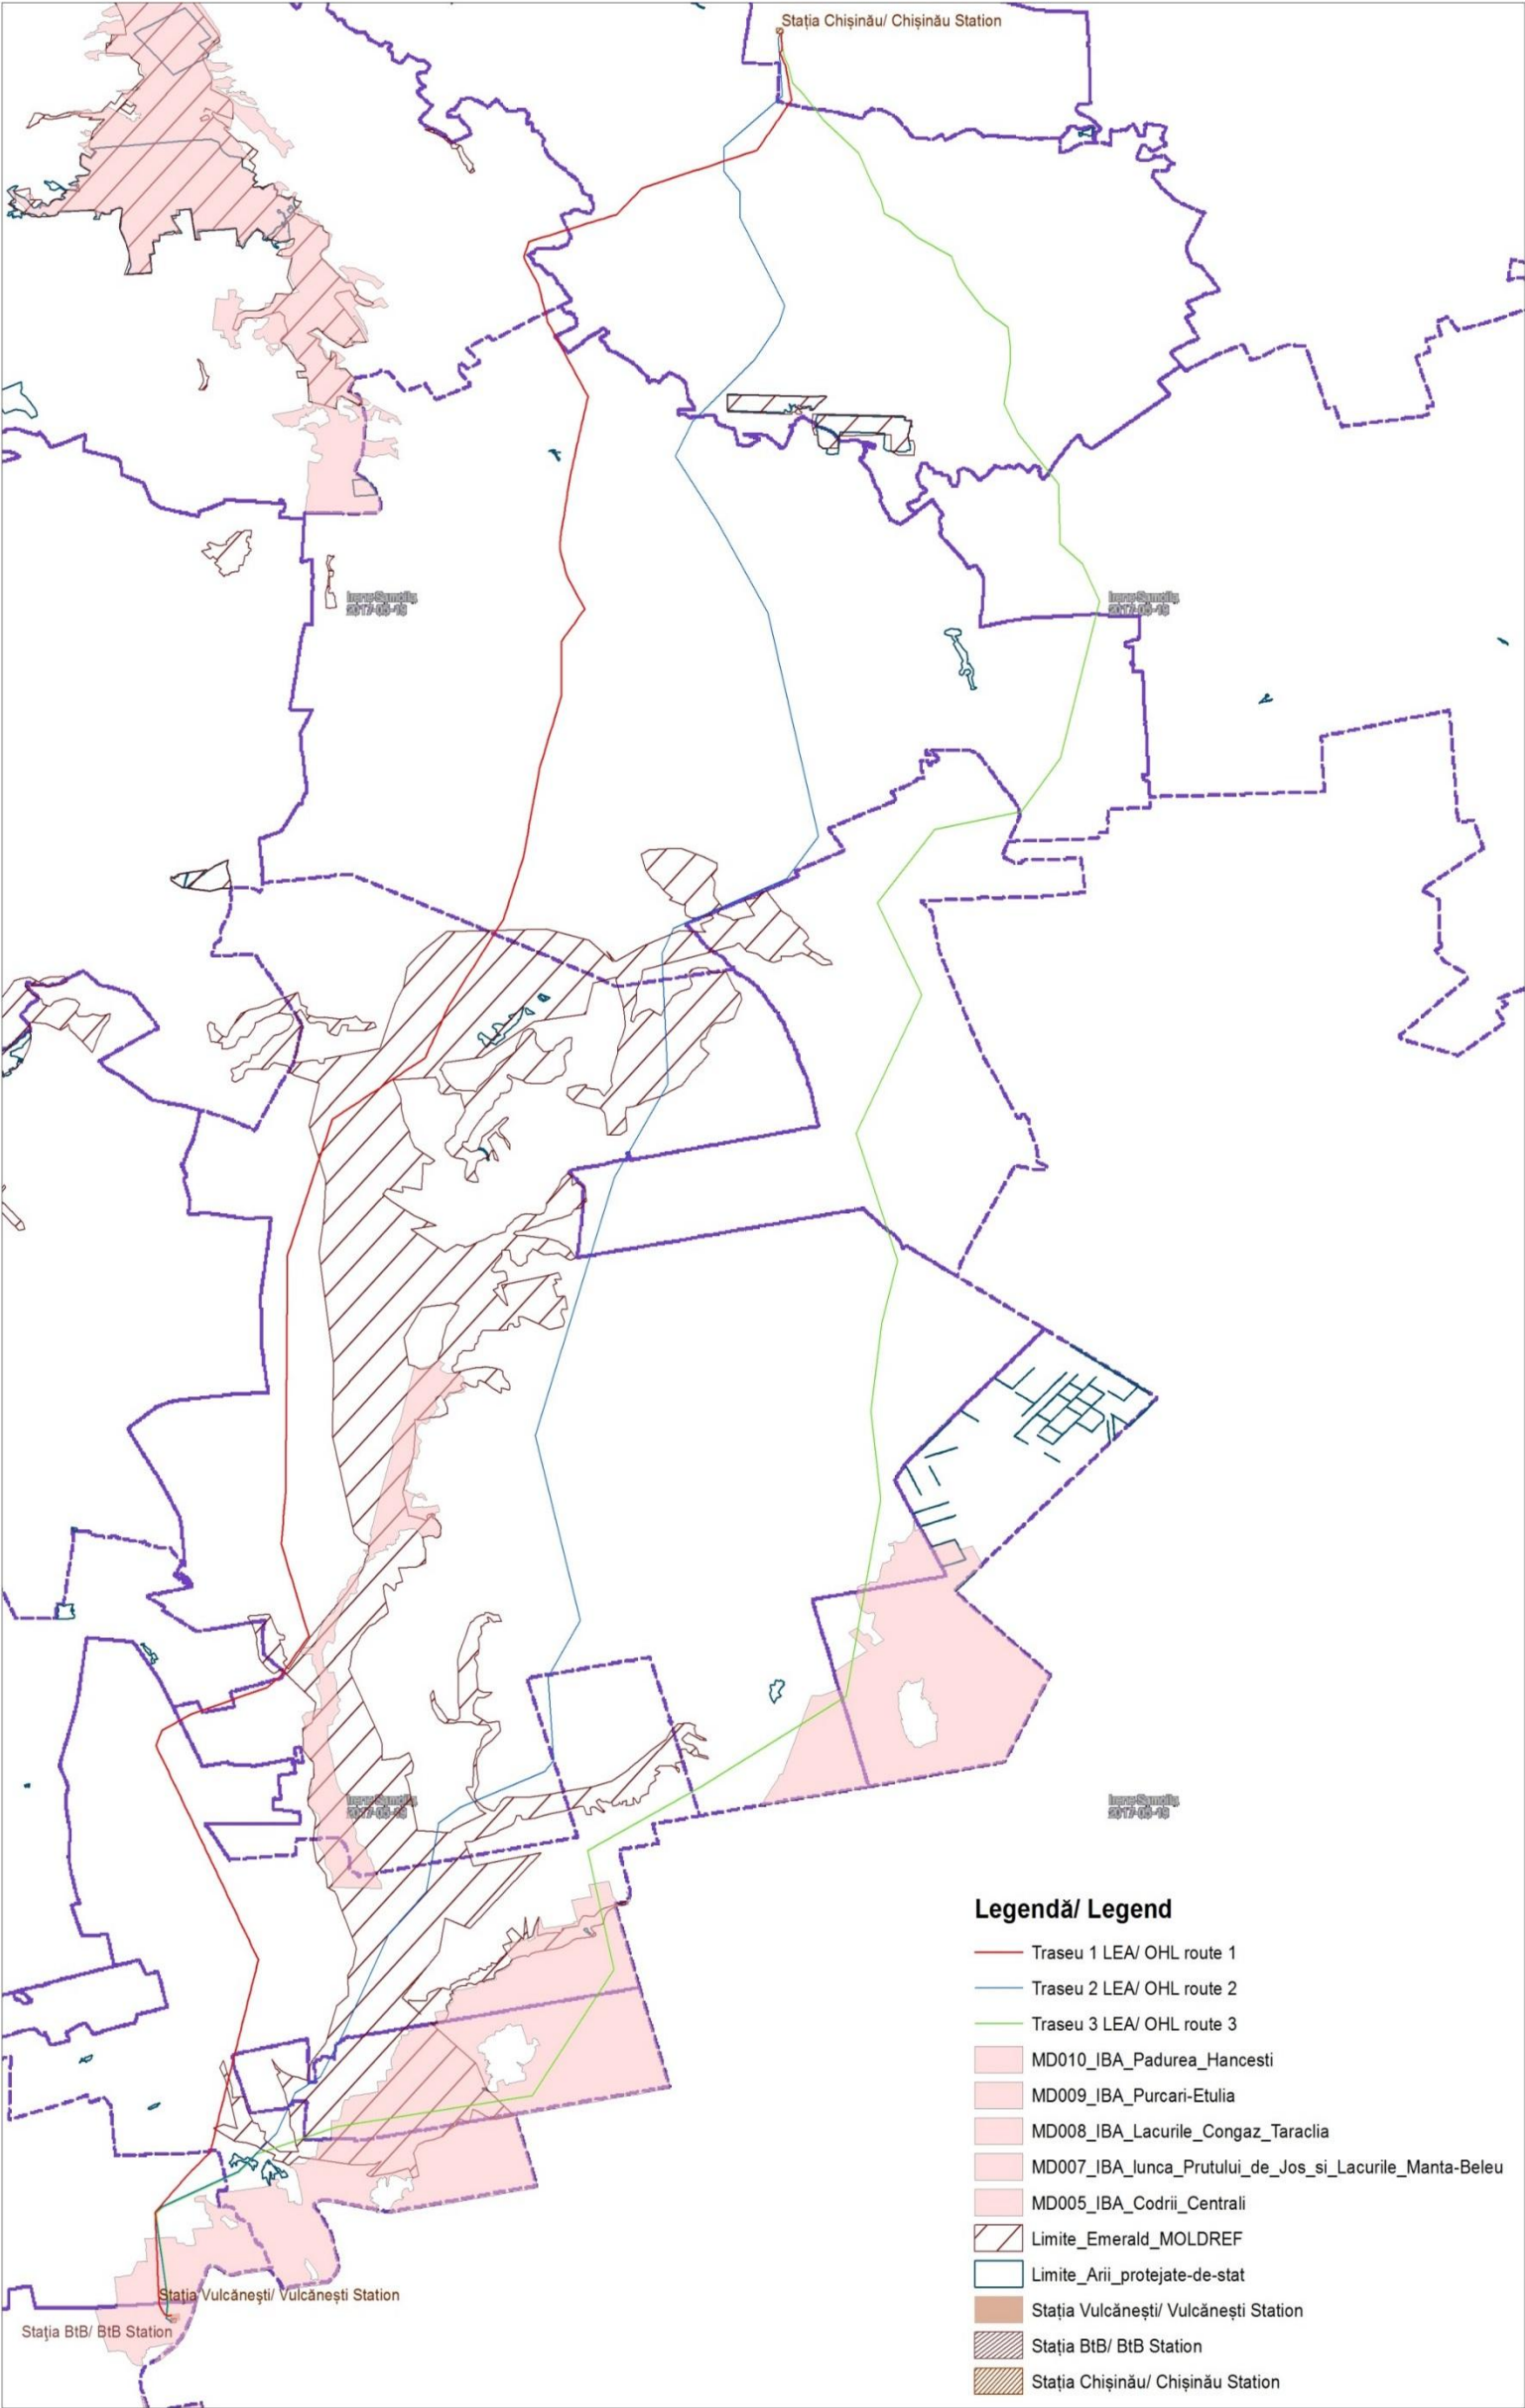 Stația Chișinău/ Chișinău Station
Stația Vulcănești/ Vulcănești Station
Stația BtB/ BtB Station
Legendă/ Legend
Traseu 1 LEA/ OHL route 1
Traseu 2 LEA/ OHL route 2
Traseu 3 LEA/ OHL route 3
MD010_IBA_Padurea_Hancesti
MD009_IBA_Purcari-Etulia
MD008_IBA_Lacurile_Congaz_Taraclia
MD007_IBA_lunca_Prutului_de_Jos_si_Lacurile_Manta-Beleu
MD005_IBA_Codrii_Centrali
Limite_Emerald_MOLDREF
Limite_Arii_protejate-de-stat
Stația Vulcănești/ Vulcănești Station
Stația BtB/ BtB Station
Stația Chișinău/ Chișinău Station